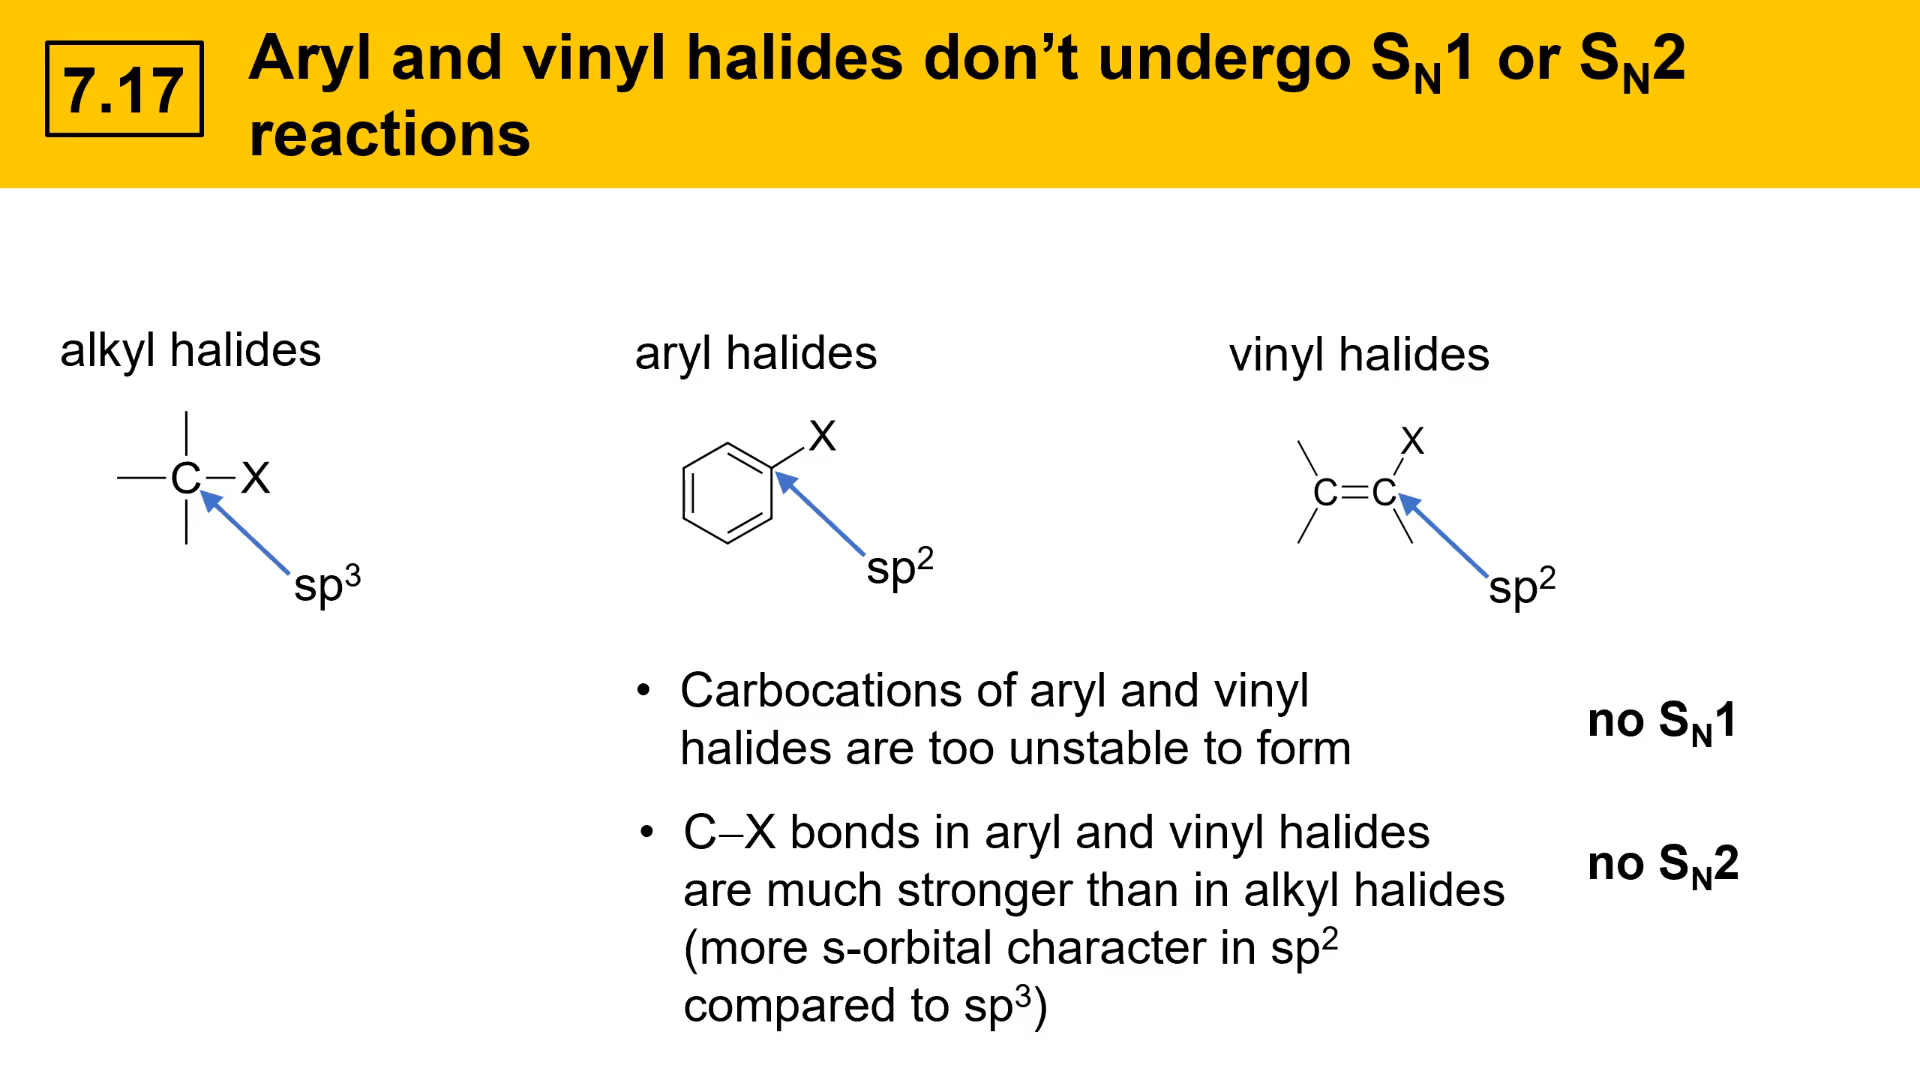 7.17
Aryl and vinyl halides don’t undergo SN1 or SN2
reactions
alkyl halides
aryl halides
vinyl halides
C X
sp3
X
sp2
X
C C
sp2
• Carbocations of aryl and vinyl
halides are too unstable to form
no SN1
• C–X bonds in aryl and vinyl halides
are much stronger than in alkyl halides
(more s-orbital character in sp2
compared to sp3)
no SN2